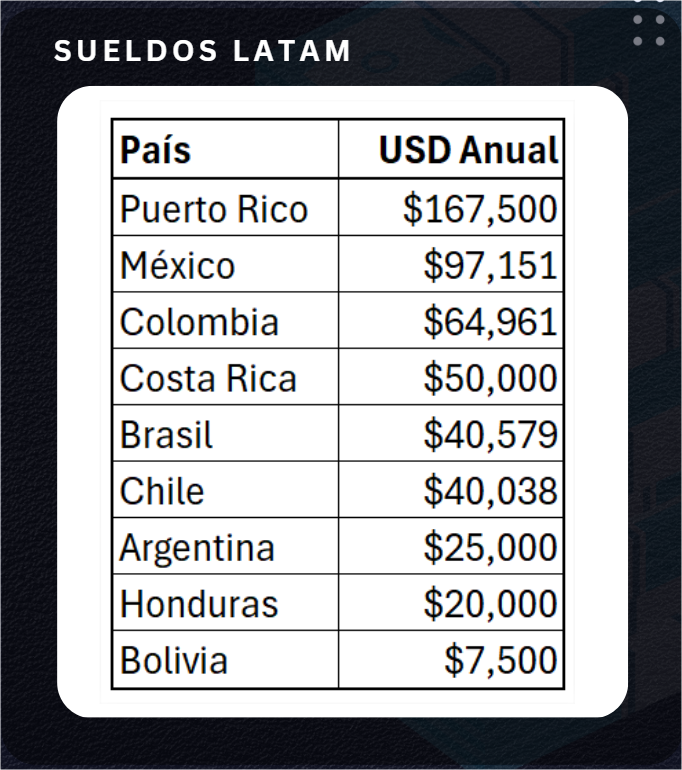 SUELDOS LATAM
País USD Anual
Puerto Rico $167,500
México $97,151
Colombia $64,961
Costa Rica $50,000
Brasil $40,579
Chile $40,038
Argentina $25,000
Honduras $20,000
Bolivia $7,500